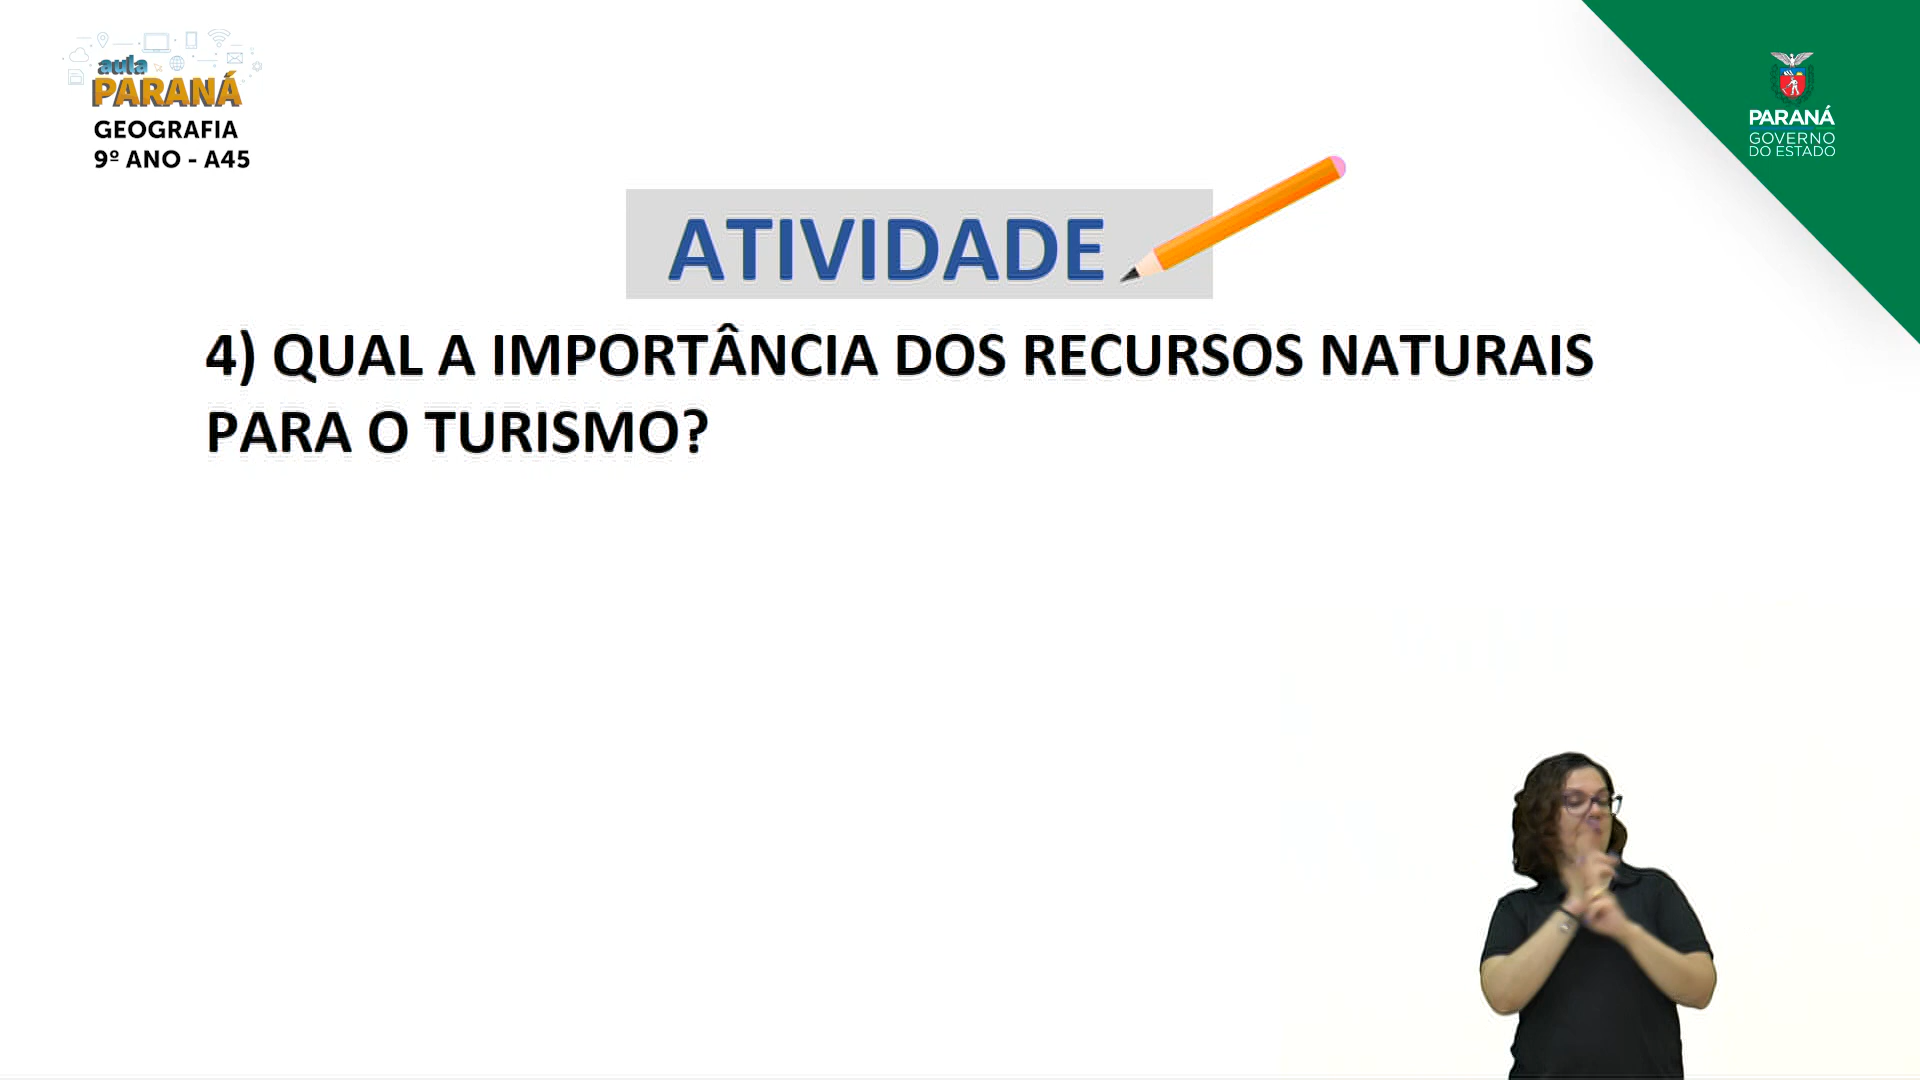 aula
PARANÁ
GEOGRAFIA
9º ANO - A45
PARANÁ
GOVERNO
DO ESTADO
ATIVIDADE
4) QUAL A IMPORTÂNCIA DOS RECURSOS NATURAIS
PARA O TURISMO?